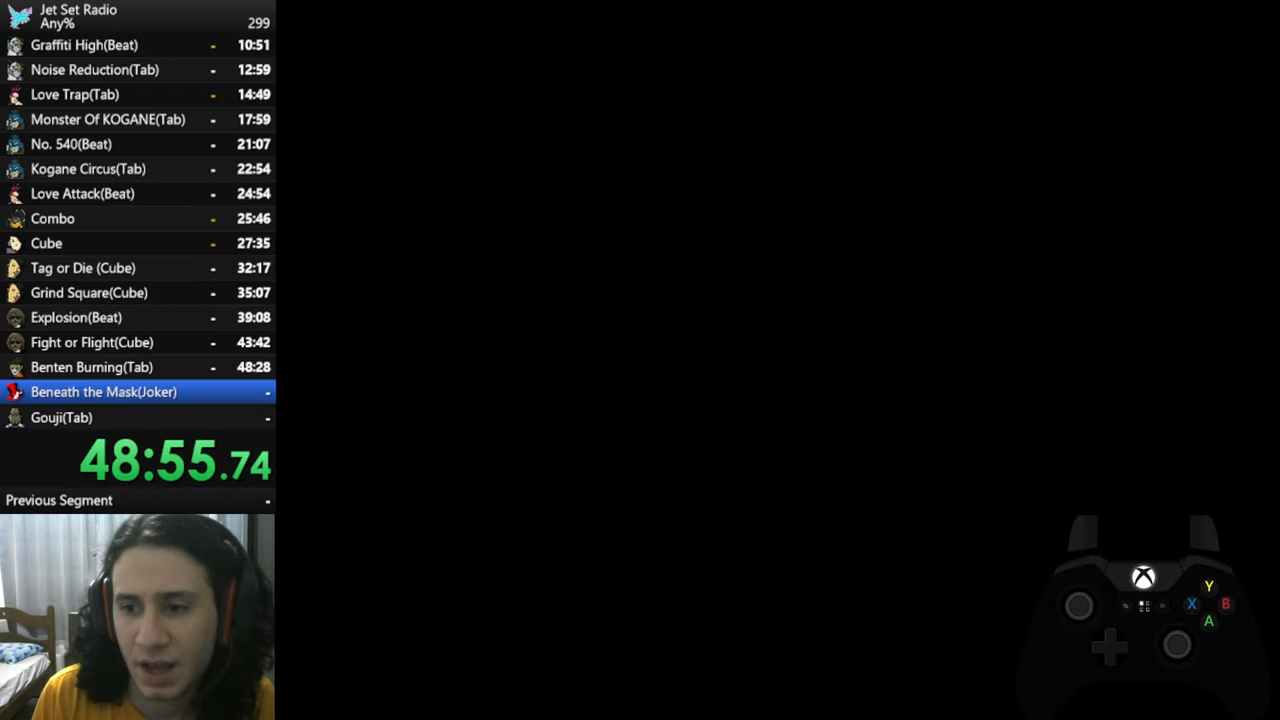 Jet Set Radio
Any% 299
Graffiti High(Beat) - 10:51
Noise Reduction(Tab) - 12:59
Love Trap(Tab) - 14:49
Monster Of KOGANE(Tab) - 17:59
No. 540(Beat) - 21:07
Kogane Circus(Tab) - 22:54
Love Attack(Beat) - 24:54
Combo - 25:46
Cube - 27:35
Tag or Die (Cube) - 32:17
Grind Square(Cube) - 35:07
Explosion(Beat) - 39:08
Fight or Flight(Cube) - 43:42
Benten Burning(Tab) - 48:28
Beneath the Mask(Joker) -
Gouji(Tab) -
48:55.74
Previous Segment -
Y
X B
A